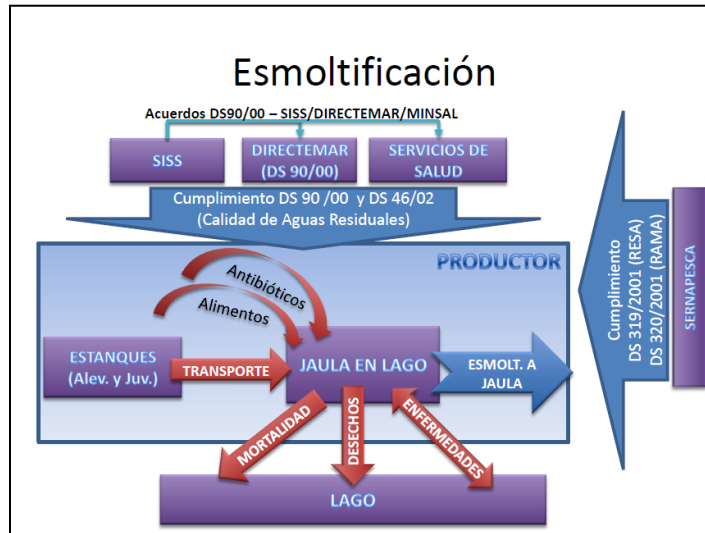 Esmoltificación
Acuerdos DS90/00 – SISS/DIRECTEMAR/MINSAL
SISS
DIRECTEMAR
(DS 90/00)
SERVICIOS DE
SALUD
Cumplimiento DS 90 /00 y DS 46/02
(Calidad de Aguas Residuales)
PRODUCTOR
Antibióticos
Alimentos
ESTANQUES
(Alev. y Juv.)
TRANSPORTE
JAULA EN LAGO
ESMOLT. A
JAULA
MORTALIDAD
DESECHOS
ENFERMEDADES
LAGO
Cumplimiento
DS 319/2001 (RESA)
DS 320/2001 (RAMA)
SERNAPESCA